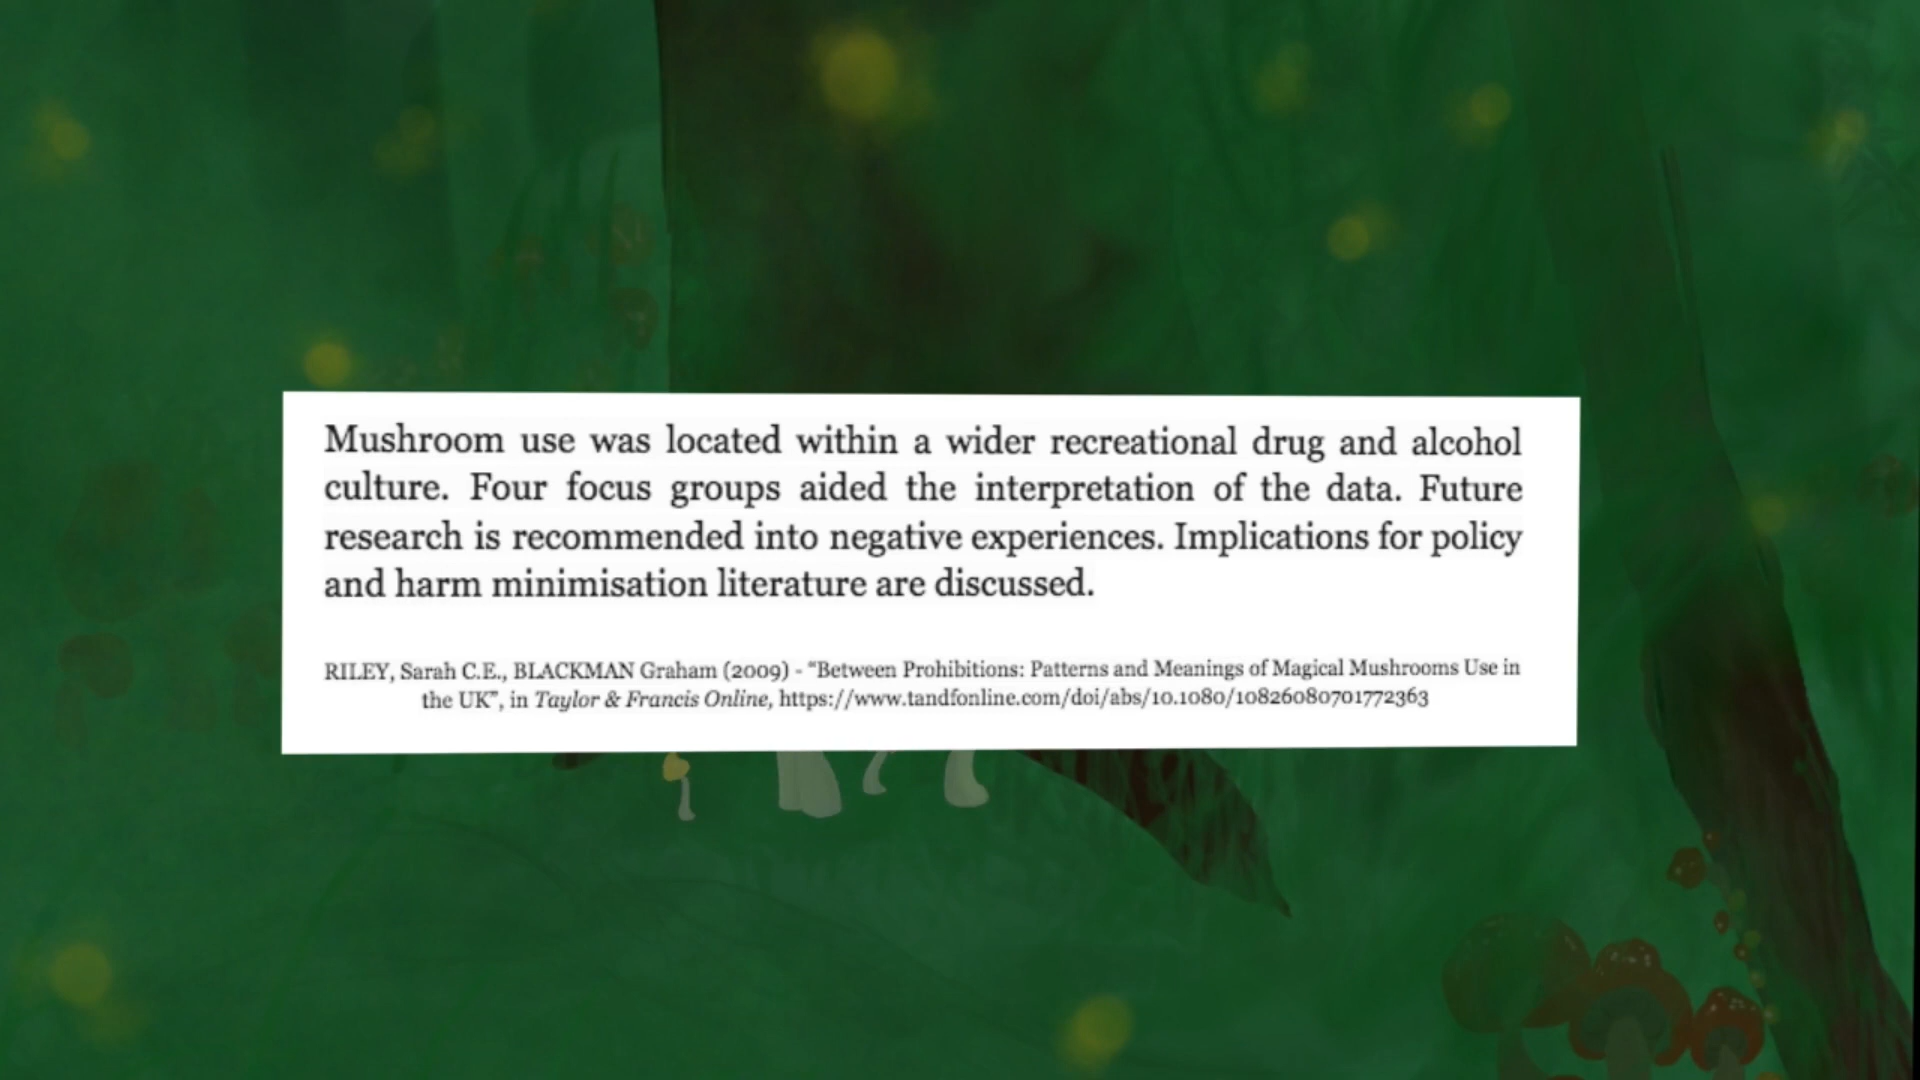 Mushroom use was located within a wider recreational drug and alcohol
culture. Four focus groups aided the interpretation of the data. Future
research is recommended into negative experiences. Implications for policy
and harm minimisation literature are discussed.
RILEY, Sarah C.E., BLACKMAN Graham (2009) - “Between Prohibitions: Patterns and Meanings of Magical Mushrooms Use in
the UK”, in Taylor & Francis Online, https://www.tandfonline.com/doi/abs/10.1080/10826080701772363